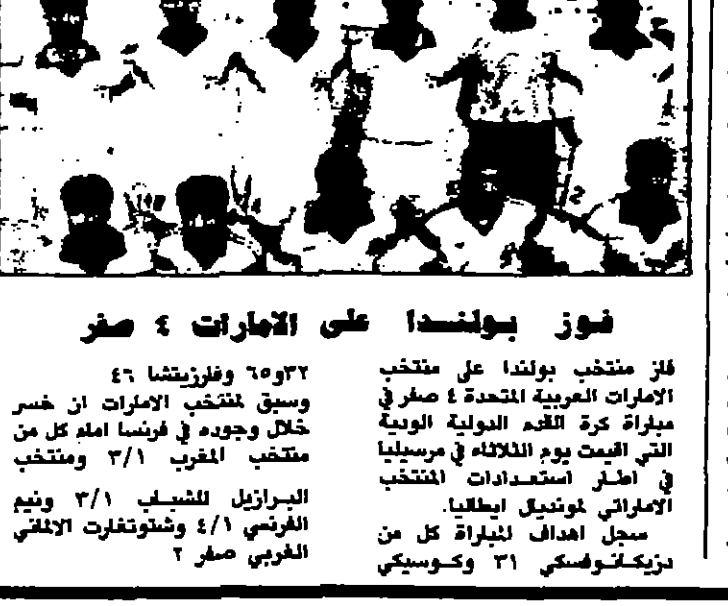 فوز بولندا على الامارات ٤ صفر
فاز منتخب بولندا على منتخب
الامارات العربية المتحدة ٤ صفر في
مباراة كرة القدم الدولية الودية
التي اقيمت يوم الثلاثاء في مرسيليا
في اطار استعدادات المنتخب
الاماراتي لمونديال ايطاليا.
سجل اهداف المباراة كل من
دزيكانوفسكي ٣١ وكوسيكي
٣٢و٦٥ وفلرزيتشا ٤٦
وسبق لمنتخب الامارات ان خسر
خلال وجوده في فرنسا امام كل من
منتخب المغرب ٣/١ ومنتخب
البرازيل للشباب ٣/١ ونيم
الفرنسي ٤/١ وشتوتغارت الالماني
الغربي صفر ٢